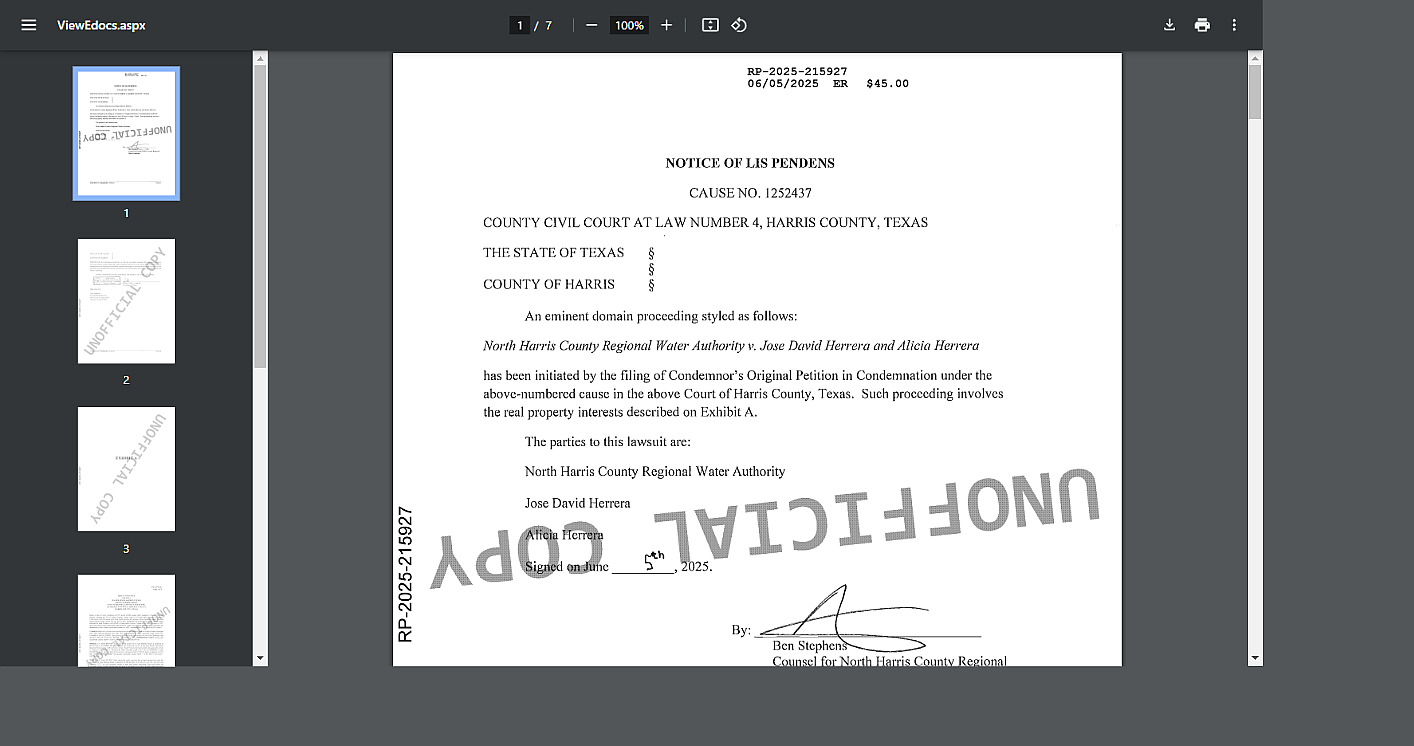 ViewEdocs.aspx
1 / 7
100%
1
2
3
UNOFFICIAL COPY
UNOFFICIAL COPY
UNOFFICIAL COPY
RP-2025-215927
06/05/2025 ER $45.00
NOTICE OF LIS PENDENS
CAUSE NO. 1252437
COUNTY CIVIL COURT AT LAW NUMBER 4, HARRIS COUNTY, TEXAS
THE STATE OF TEXAS §
§
COUNTY OF HARRIS §
An eminent domain proceeding styled as follows:
North Harris County Regional Water Authority v. Jose David Herrera and Alicia Herrera
has been initiated by the filing of Condemnor's Original Petition in Condemnation under the
above-numbered cause in the above Court of Harris County, Texas. Such proceeding involves
the real property interests described on Exhibit A.
The parties to this lawsuit are:
North Harris County Regional Water Authority
Jose David Herrera
Alicia Herrera
Signed on June 5th, 2025.
By:
Ben Stephens
Counsel for North Harris County Regional
RP-2025-215927
UNOFFICIAL COPY